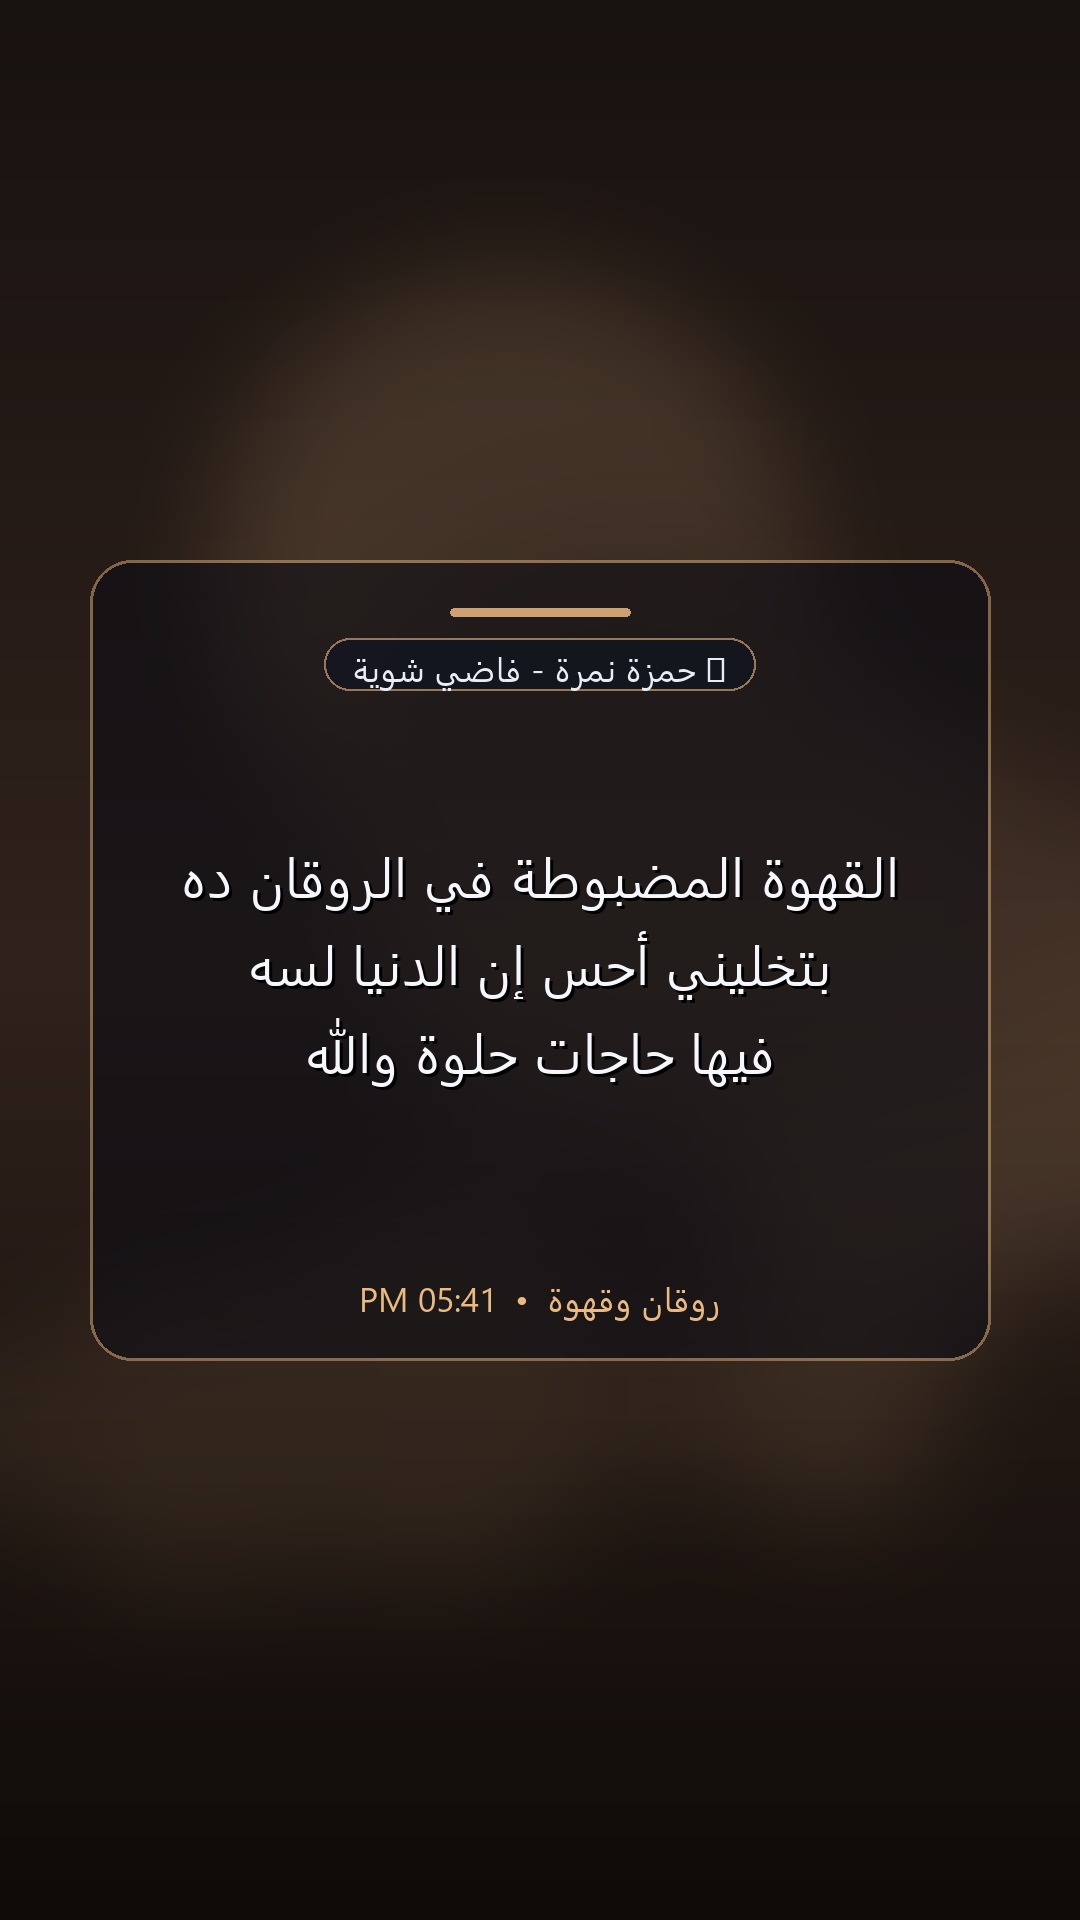 حمزة نمرة - فاضي شوية
القهوة المضبوطة في الروقان ده
بتخليني أحس إن الدنيا لسه
فيها حاجات حلوة والله
روقان وقهوة • 05:41 PM